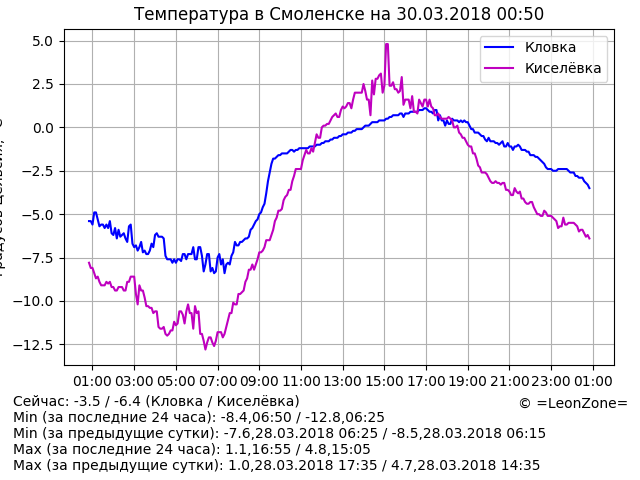 Температура в Смоленске на 30.03.2018 00:50
5.0
2.5
0.0
−2.5
−5.0
−7.5
−10.0
−12.5
Кловка
Киселёвка
01:00 03:00 05:00 07:00 09:00 11:00 13:00 15:00 17:00 19:00 21:00 23:00 01:00
Сейчас: -3.5 / -6.4 (Кловка / Киселёвка)
© =LeonZone=
Min (за последние 24 часа): -8.4,06:50 / -12.8,06:25
Min (за предыдущие сутки): -7.6,28.03.2018 06:25 / -8.5,28.03.2018 06:15
Max (за последние 24 часа): 1.1,16:55 / 4.8,15:05
Max (за предыдущие сутки): 1.0,28.03.2018 17:35 / 4.7,28.03.2018 14:35